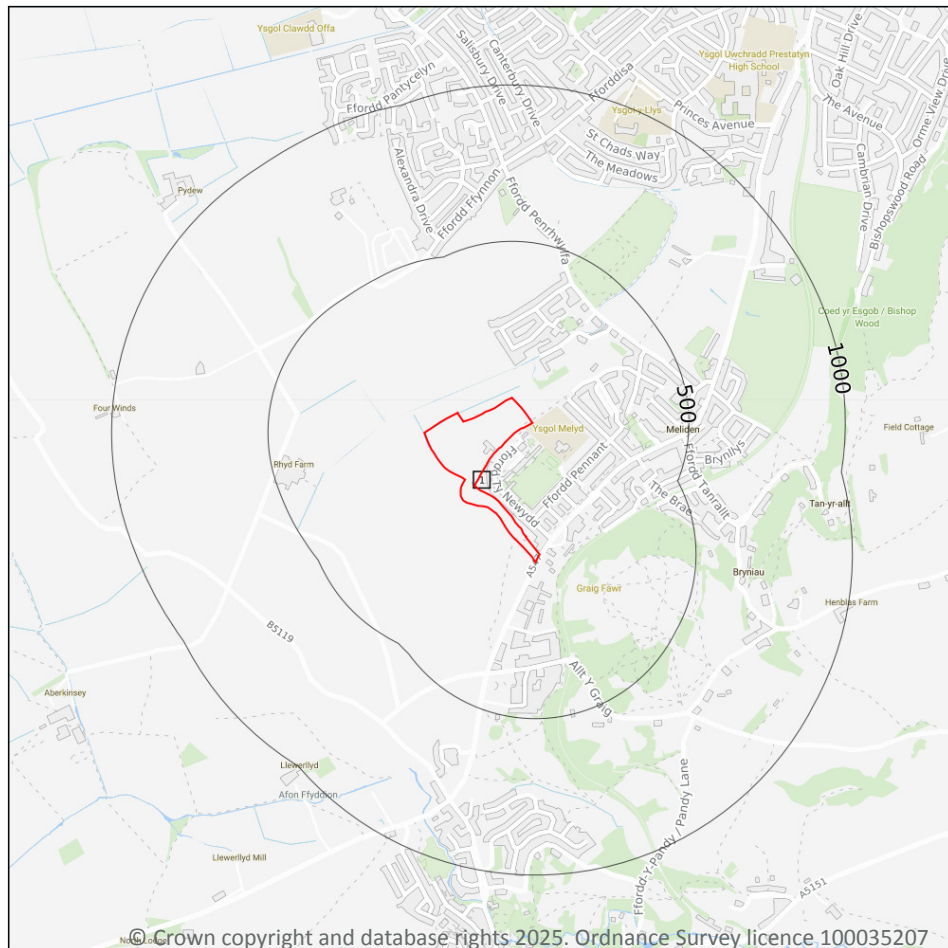 Ysgol Clawdd Offa
Salisbury Drive
Canterbury Drive
Ysgol Uwchradd Prestatyn
High School
Oak Hill Drive
Ffordd Pantycelyn
Fforddisa
Ysgol y Llys
Princes Avenue
The Avenue
Orme View Drive
St Chads Way
The Meadows
Cambrian Drive
Bishopswood Road
Alexandra Drive
Ffordd Ffynnon
Ffordd Penrhwylfa
Pydew
Coed yr Esgob / Bishop
Wood
1000
500
Four Winds
Ysgol Melyd
Meliden
Field Cottage
Ffordd Ty Newydd
Ffordd Pennant
Brynllys
Rhyd Farm
1
Ffordd Tanrallt
The Brae
Tan-yr-allt
Bryniau
Graig Fawr
Henblas Farm
B5119
Allt Y Graig
Aberkinsey
Llewerllyd
Afon Ffyddion
Ffordd-Y-Pandy / Pandy Lane
Llewerllyd Mill
A5151
North Lodge
© Crown copyright and database rights 2025. Ordnance Survey licence 100035207